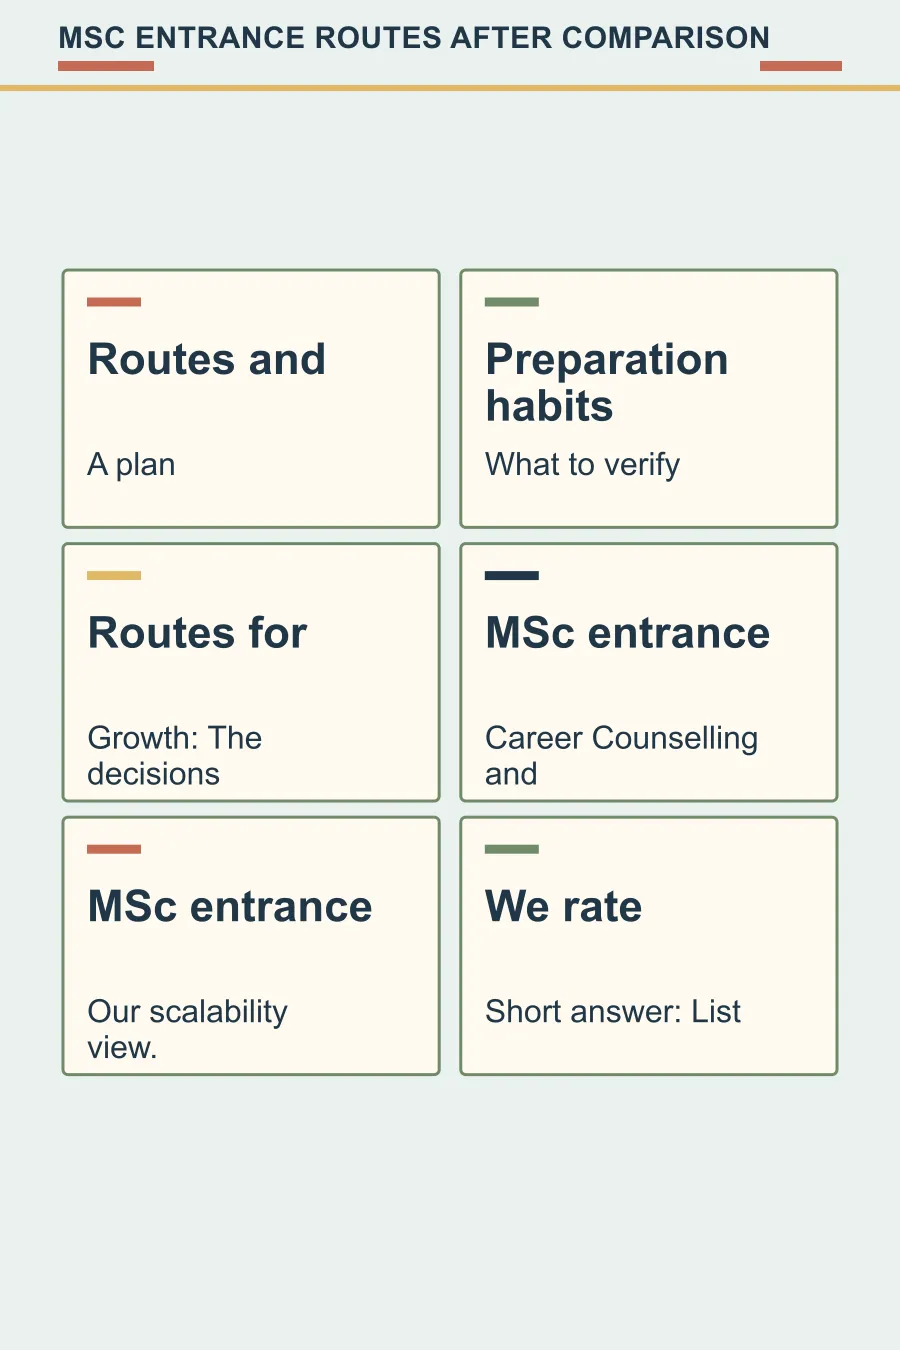 MSC ENTRANCE ROUTES AFTER COMPARISON
Routes and
A plan
Preparation
habits
What to verify
Routes for
Growth: The
decisions
MSc entrance
Career Counselling
and
MSc entrance
Our scalability
view.
We rate
Short answer: List